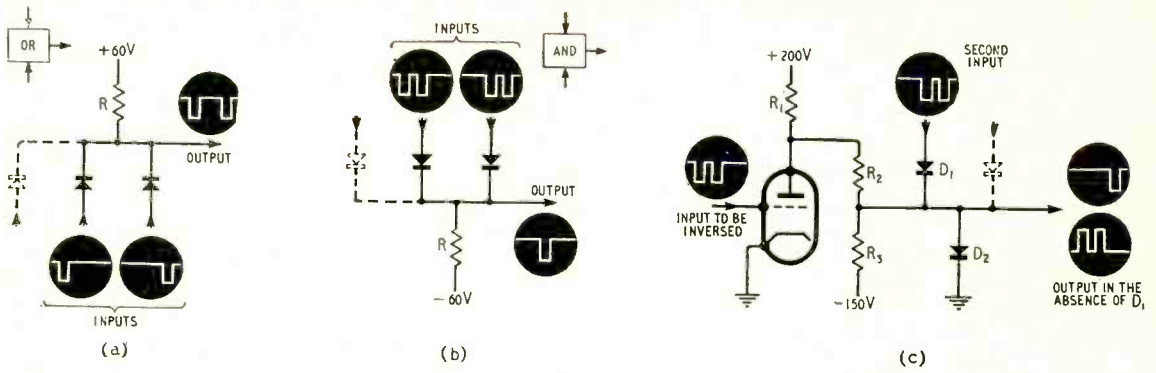 OR
+60V
R
OUTPUT
INPUTS
(a)
INPUTS
AND
OUTPUT
R
-60V
(b)
+200V
R1
SECOND
INPUT
D1
R2
INPUT TO BE
INVERSED
R3
D2
-150V
OUTPUT IN THE
ABSENCE OF D1
(c)